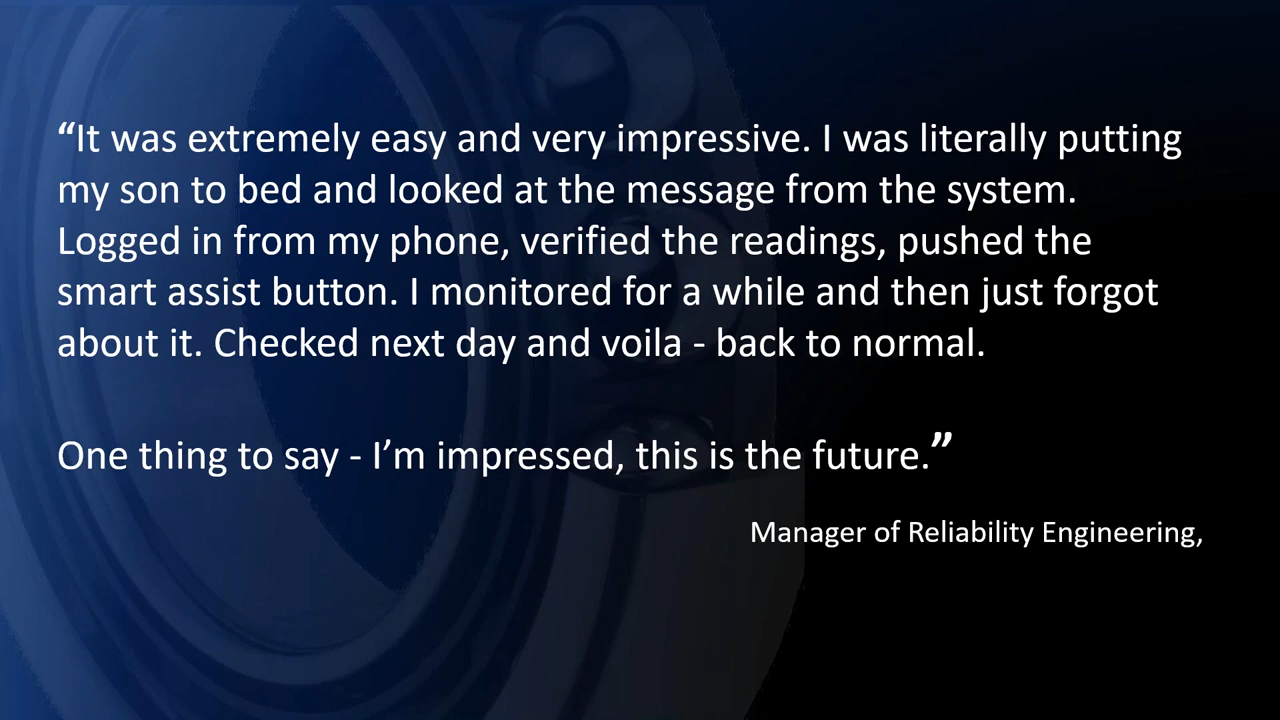 “It was extremely easy and very impressive. I was literally putting
my son to bed and looked at the message from the system.
Logged in from my phone, verified the readings, pushed the
smart assist button. I monitored for a while and then just forgot
about it. Checked next day and voila - back to normal.
One thing to say - I’m impressed, this is the future.”
Manager of Reliability Engineering,